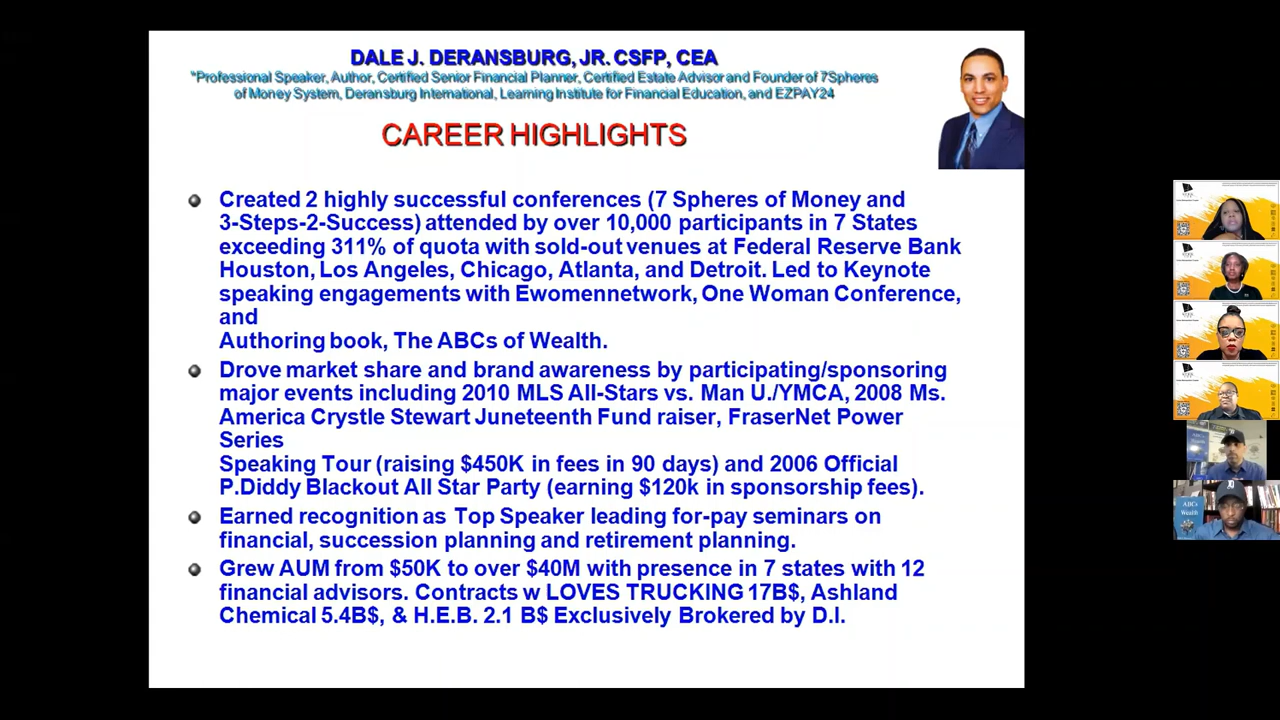 DALE J. DERANSBURG, JR. CSFP, CEA
"Professional Speaker, Author, Certified Senior Financial Planner, Certified Estate Advisor and Founder of 7Spheres
of Money System, Deransburg International, Learning Institute for Financial Education, and EZPAY24
CAREER HIGHLIGHTS
Created 2 highly successful conferences (7 Spheres of Money and
3-Steps-2-Success) attended by over 10,000 participants in 7 States
exceeding 311% of quota with sold-out venues at Federal Reserve Bank
Houston, Los Angeles, Chicago, Atlanta, and Detroit. Led to Keynote
speaking engagements with Ewomennetwork, One Woman Conference,
and
Authoring book, The ABCs of Wealth.
Drove market share and brand awareness by participating/sponsoring
major events including 2010 MLS All-Stars vs. Man U./YMCA, 2008 Ms.
America Crystle Stewart Juneteenth Fund raiser, FraserNet Power
Series
Speaking Tour (raising $450K in fees in 90 days) and 2006 Official
P.Diddy Blackout All Star Party (earning $120k in sponsorship fees).
Earned recognition as Top Speaker leading for-pay seminars on
financial, succession planning and retirement planning.
Grew AUM from $50K to over $40M with presence in 7 states with 12
financial advisors. Contracts w LOVES TRUCKING 17B$, Ashland
Chemical 5.4B$, & H.E.B. 2.1 B$ Exclusively Brokered by D.I.
ABCs
Wealth